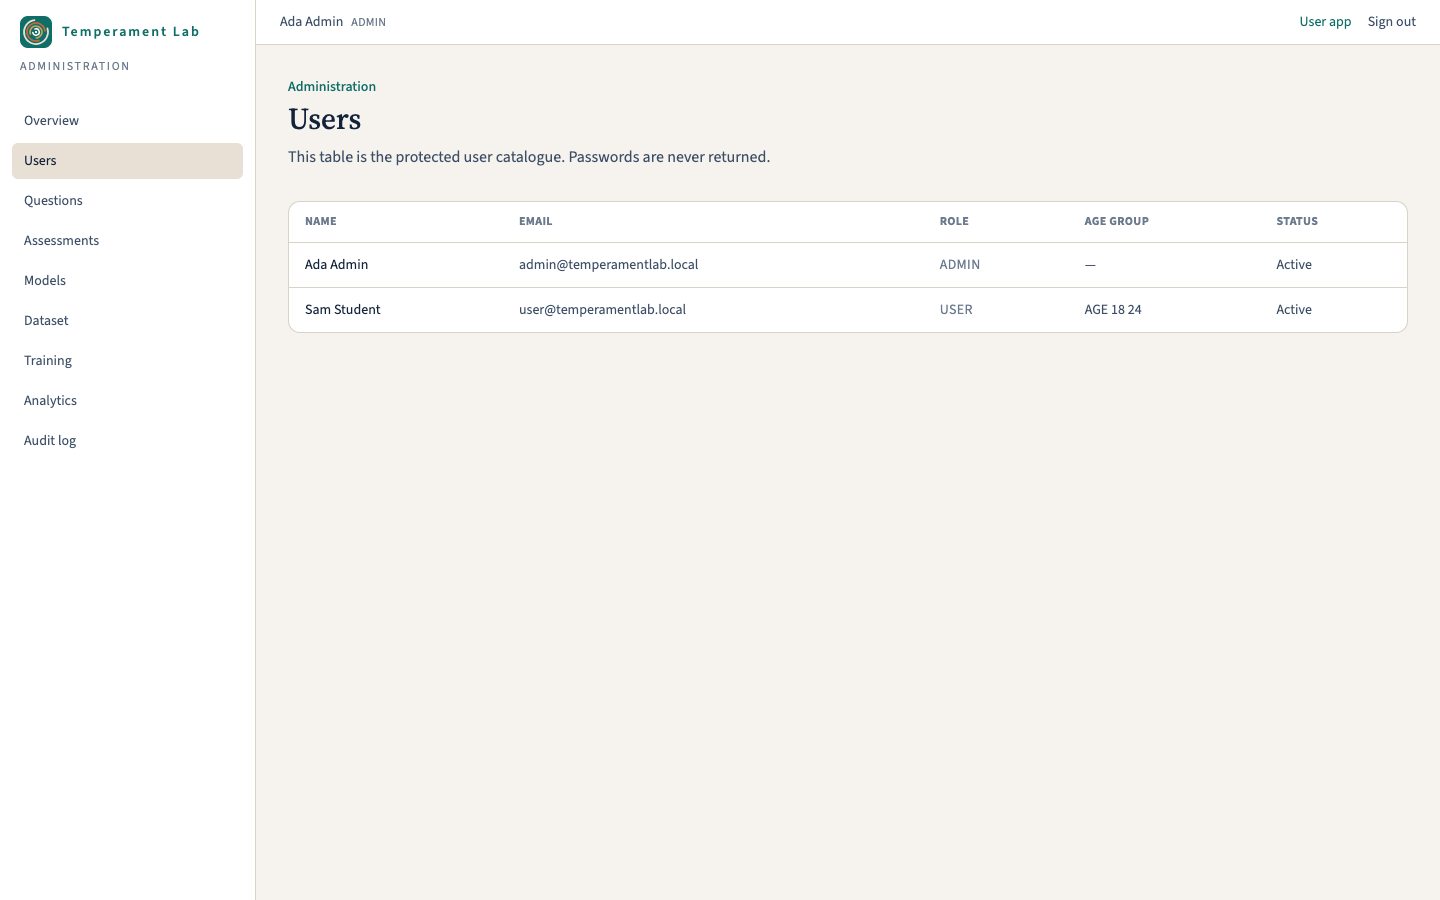 Temperament Lab
ADMINISTRATION
Overview
Users
Questions
Assessments
Models
Dataset
Training
Analytics
Audit log
Ada Admin ADMIN
User app Sign out
Administration
Users
This table is the protected user catalogue. Passwords are never returned.
NAME EMAIL ROLE AGE GROUP STATUS
Ada Admin admin@temperamentlab.local ADMIN — Active
Sam Student user@temperamentlab.local USER AGE 18 24 Active